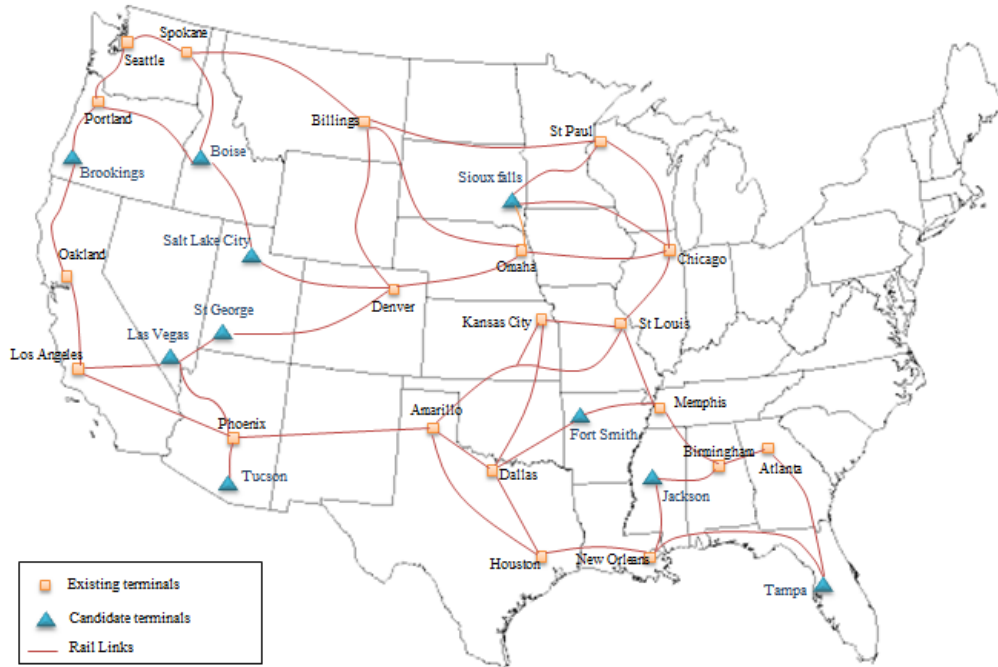 Spokane
Seattle
Portland
Billings
St Paul
Boise
Brookings
Sioux falls
Salt Lake City
Oakland
Omaha
Chicago
Denver
St George
Kansas City
St Louis
Las Vegas
Los Angeles
Amarillo
Memphis
Phoenix
Fort Smith
Birmingham
Atlanta
Tucson
Dallas
Jackson
Houston
New Orleans
Tampa
Existing terminals
Candidate terminals
Rail Links